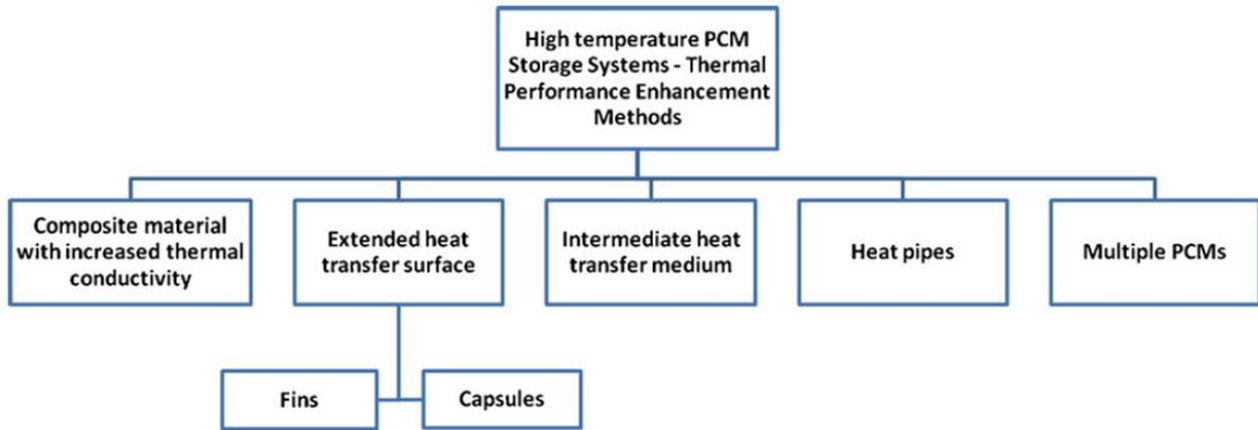 High temperature PCM
Storage Systems - Thermal
Performance Enhancement
Methods
Composite material
with increased thermal
conductivity
Extended heat
transfer surface
Intermediate heat
transfer medium
Heat pipes
Multiple PCMs
Fins
Capsules